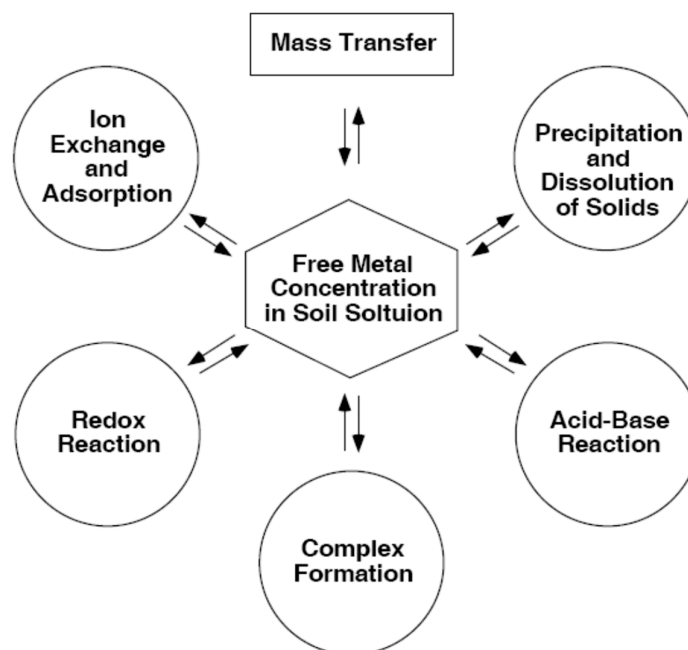 Mass Transfer
Ion
Exchange
and
Adsorption
Precipitation
and
Dissolution
of Solids
Free Metal
Concentration
in Soil Soltuion
Redox
Reaction
Acid-Base
Reaction
Complex
Formation